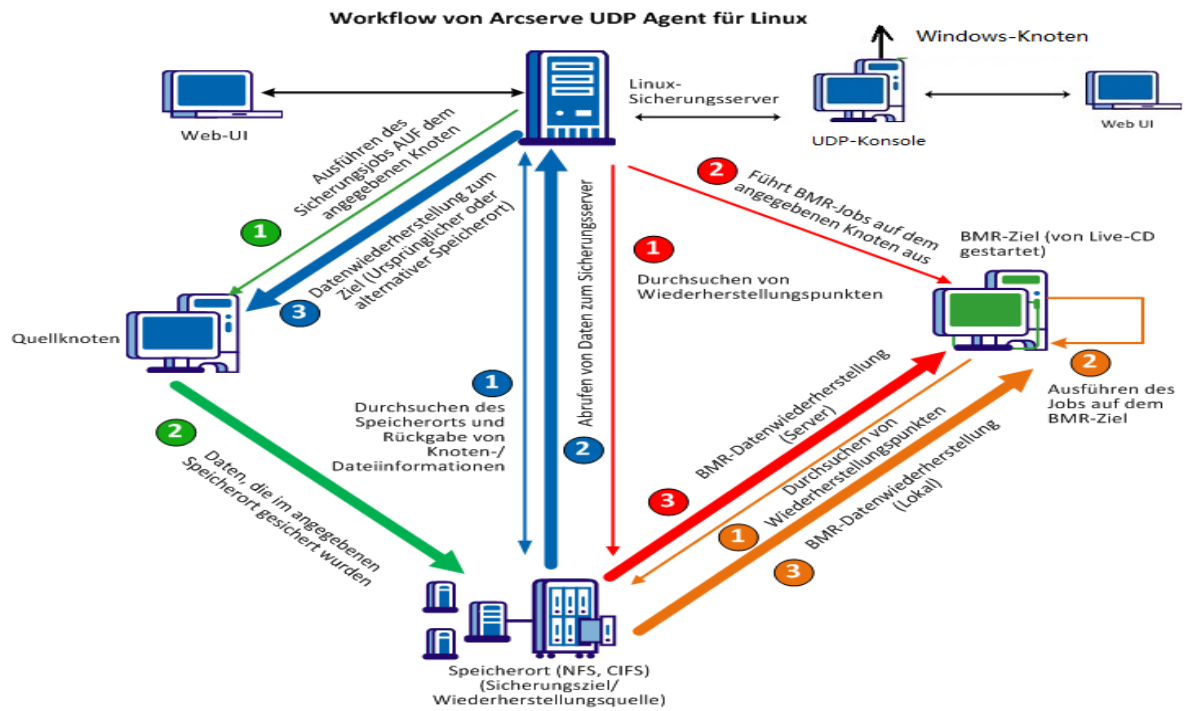 Workflow von Arcserve UDP Agent für Linux
Windows-Knoten
Web-UI
Linux-
Sicherungsserver
UDP-Konsole
Web UI
Ausführen des
Sicherungsjobs AUF dem
angegebenen Knoten
1
Datenwiederherstellung zum
Ziel (Ursprünglicher oder
alternativer Speicherort)
3
Abrufen von Daten zum Sicherungsserver
2
Führt BMR-Jobs auf dem
angegebenen Knoten aus
1
Durchsuchen von
Wiederherstellungspunkten
BMR-Ziel (von Live-CD
gestartet)
Quellknoten
1
Durchsuchen des
Speicherorts und
Rückgabe von
Knoten-/
Dateiinformationen
2
2
Ausführen des
Jobs auf dem
BMR-Ziel
2
Daten, die im angegebenen
Speicherort gesichert wurden
3
BMR-Datenwiederherstellung
(Server)
Durchsuchen von
Wiederherstellungspunkten
1
BMR-Datenwiederherstellung
(Lokal)
3
Speicherort (NFS, CIFS)
(Sicherungsziel/
Wiederherstellungsquelle)